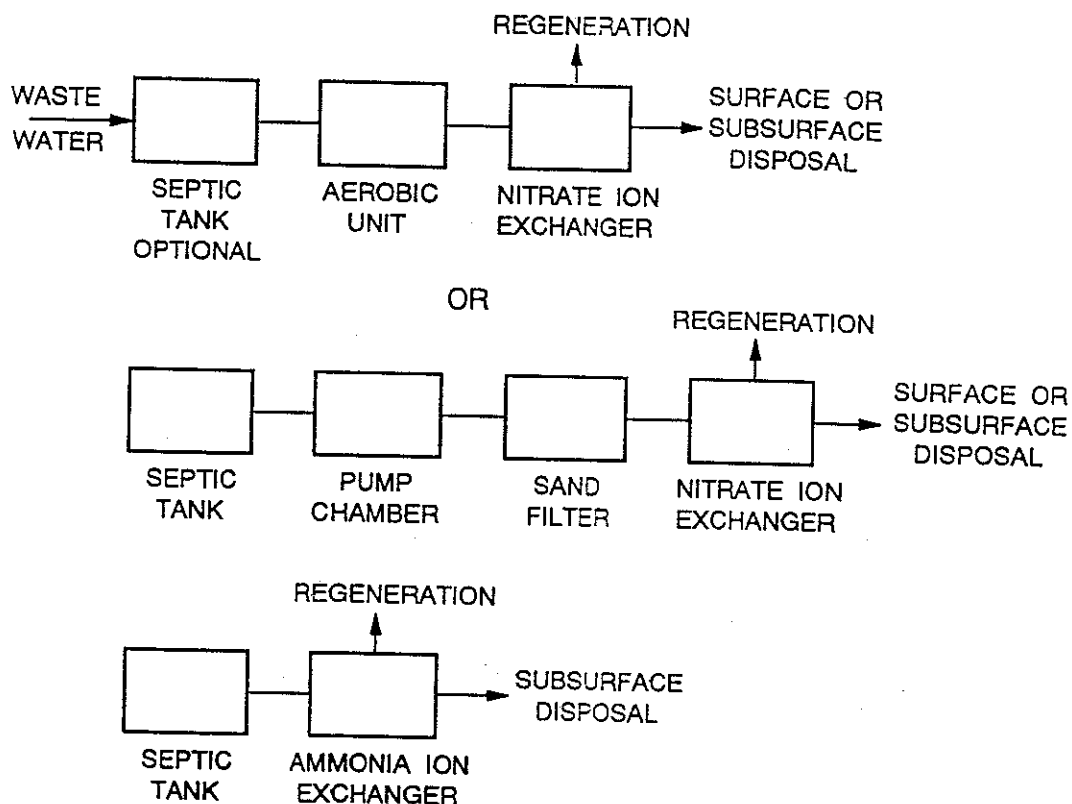 REGENERATION
WASTE
WATER
SURFACE OR
SUBSURFACE
DISPOSAL
SEPTIC
TANK
OPTIONAL
AEROBIC
UNIT
NITRATE ION
EXCHANGER
OR
REGENERATION
SURFACE OR
SUBSURFACE
DISPOSAL
SEPTIC
TANK
PUMP
CHAMBER
SAND
FILTER
NITRATE ION
EXCHANGER
REGENERATION
SUBSURFACE
DISPOSAL
SEPTIC
TANK
AMMONIA ION
EXCHANGER